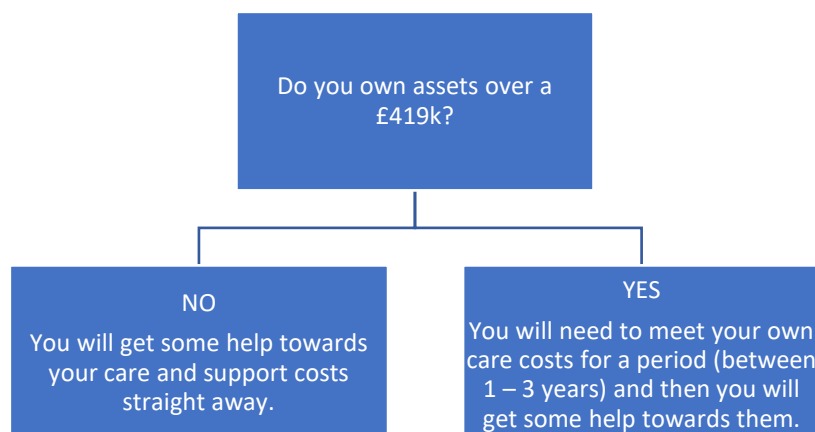 Do you own assets over a
£419k?
NO
You will get some help towards
your care and support costs
straight away.
YES
You will need to meet your own
care costs for a period (between
1 – 3 years) and then you will
get some help towards them.